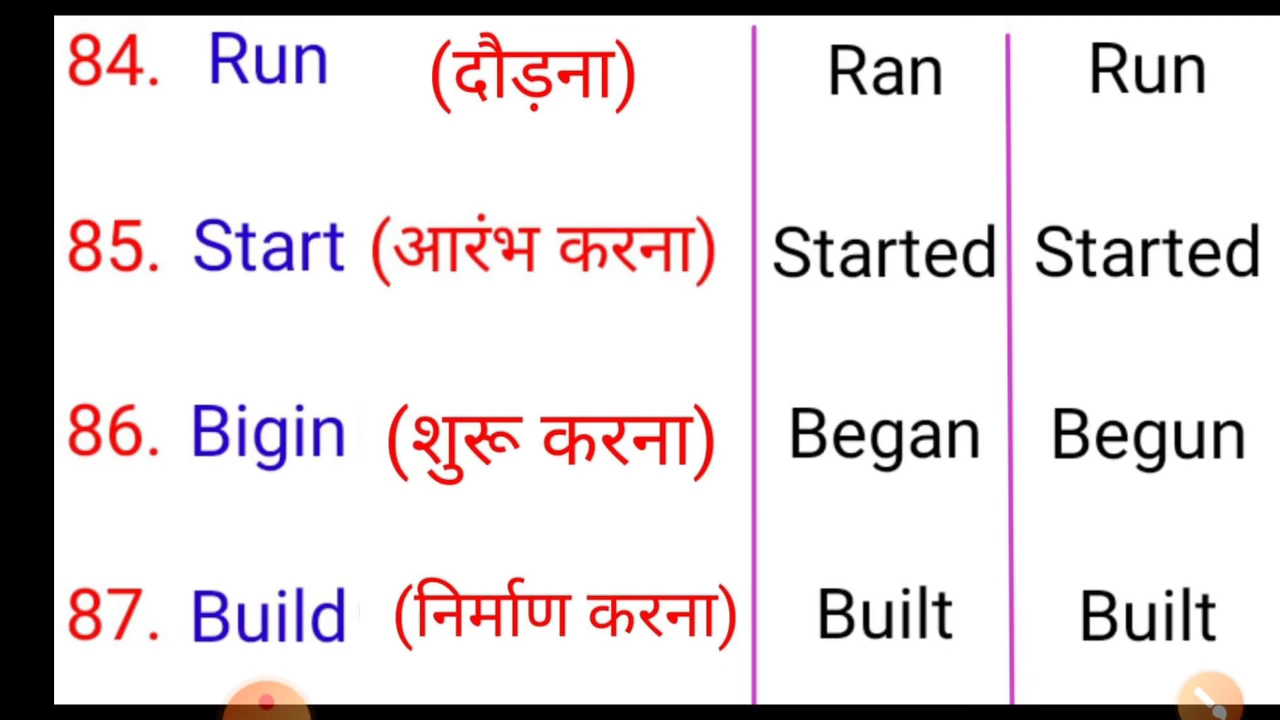 84. Run (दौड़ना) Ran Run
85. Start (आरंभ करना) Started Started
86. Bigin (शुरू करना) Began Begun
87. Build (निर्माण करना) Built Built